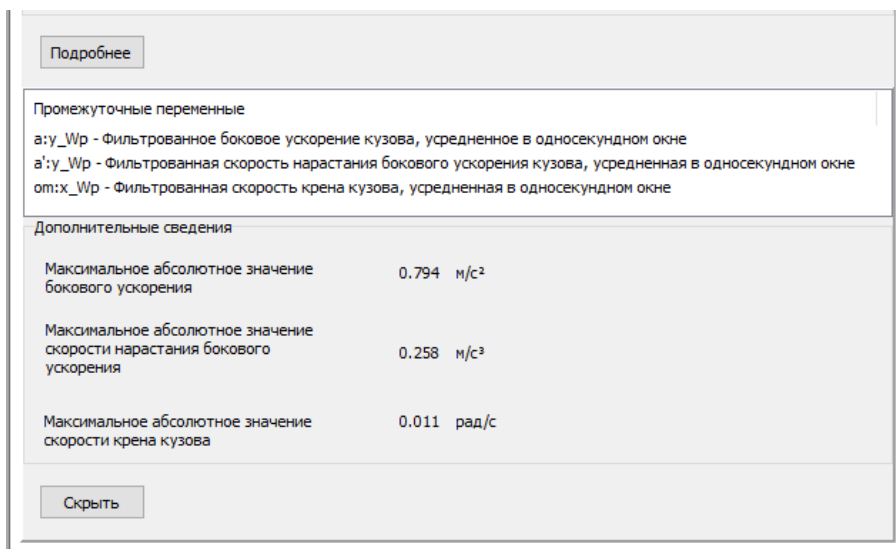 Подробнее
Промежуточные переменные
a:y_Wp - Фильтрованное боковое ускорение кузова, усредненное в односекундном окне
a':y_Wp - Фильтрованная скорость нарастания бокового ускорения кузова, усредненная в односекундном окне
om:x_Wp - Фильтрованная скорость крена кузова, усредненная в односекундном окне
Дополнительные сведения
Максимальное абсолютное значение
бокового ускорения
0.794 м/с²
Максимальное абсолютное значение
скорости нарастания бокового
ускорения
0.258 м/с³
Максимальное абсолютное значение
скорости крена кузова
0.011 рад/с
Скрыть